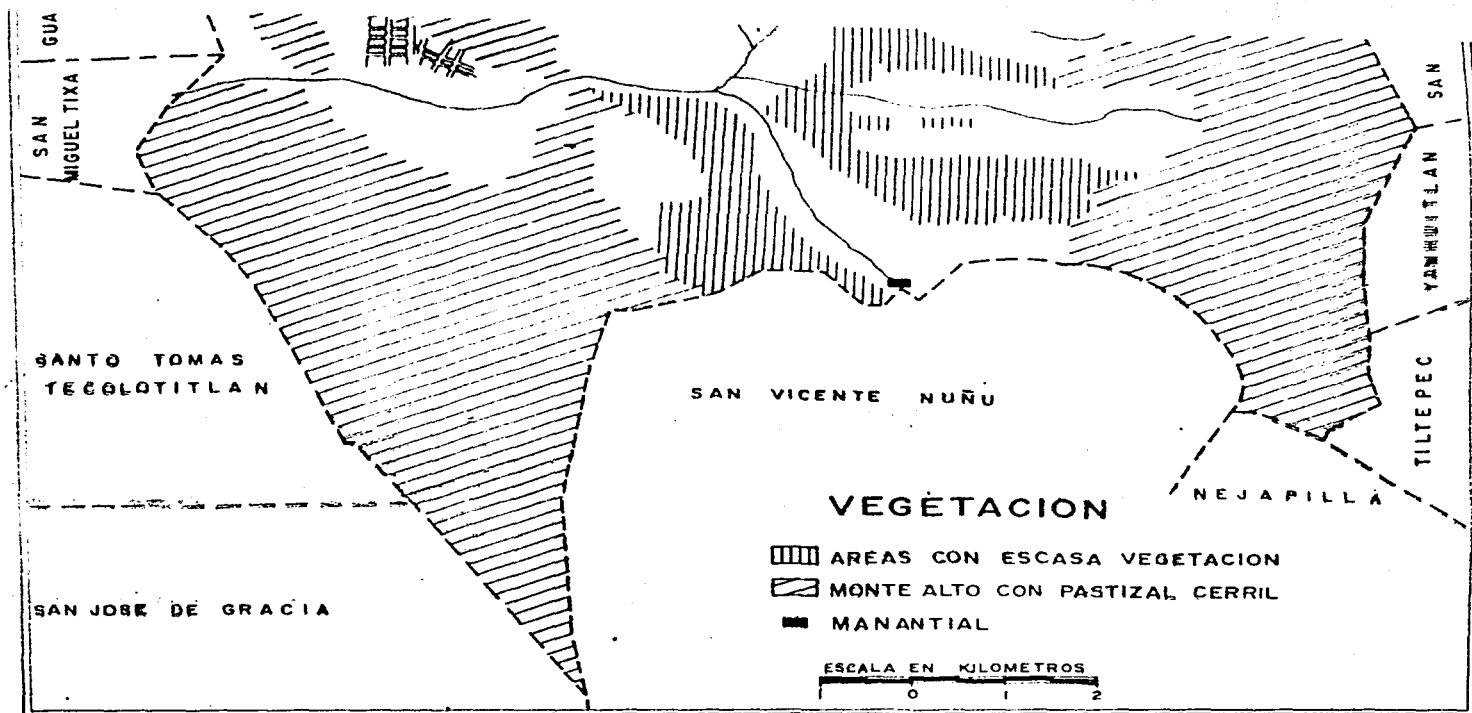 GUA
SAN
MIGUEL TIXA
SAN
YANHUITLAN
TILTEPEC
SANTO TOMAS
TECOLOTITLAN
SAN VICENTE NUÑU
NEJAPILLA
SAN JOSE DE GRACIA
VEGETACION
AREAS CON ESCASA VEGETACION
MONTE ALTO CON PASTIZAL CERRIL
MANANTIAL
ESCALA EN KILOMETROS
1 0 1 2